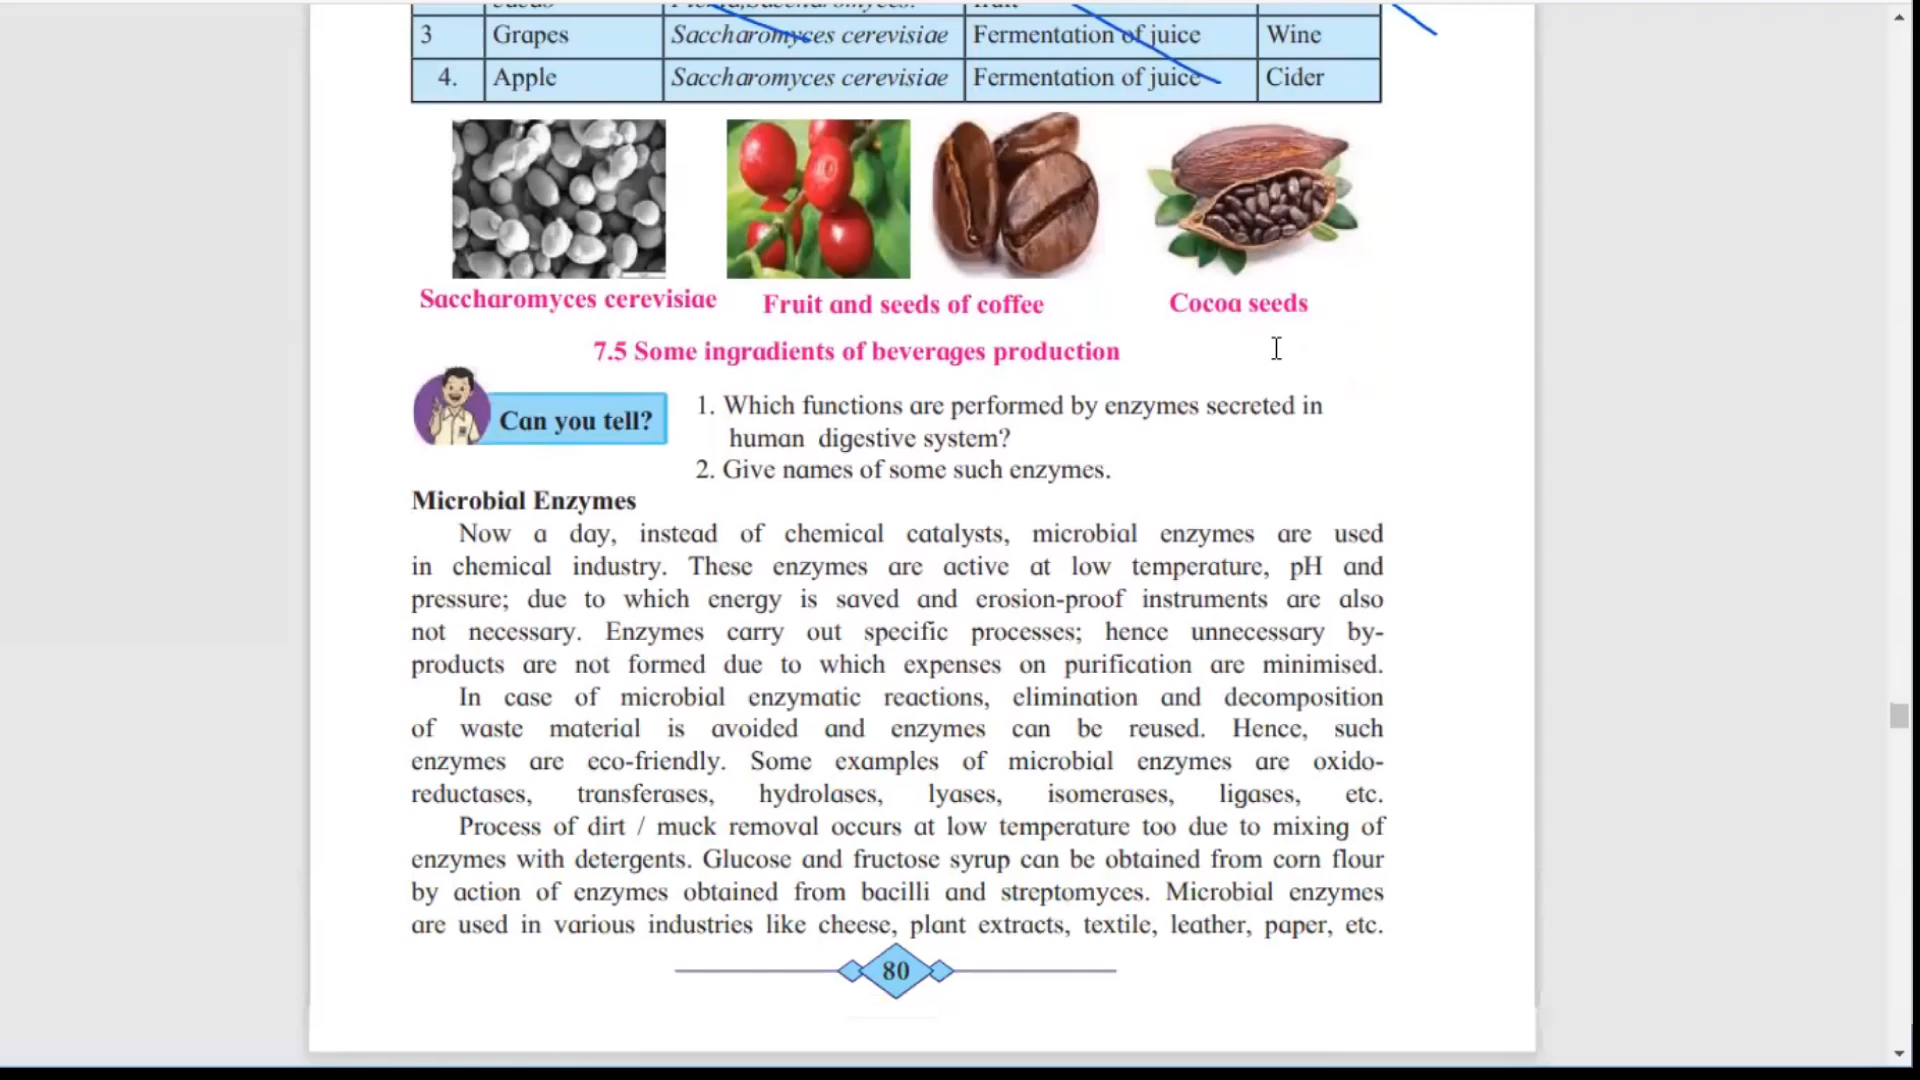 3 Grapes Saccharomyces cerevisiae Fermentation of juice Wine
4. Apple Saccharomyces cerevisiae Fermentation of juice Cider
Saccharomyces cerevisiae Fruit and seeds of coffee Cocoa seeds
7.5 Some ingradients of beverages production
Can you tell?
1. Which functions are performed by enzymes secreted in
human digestive system?
2. Give names of some such enzymes.
Microbial Enzymes
Now a day, instead of chemical catalysts, microbial enzymes are used
in chemical industry. These enzymes are active at low temperature, pH and
pressure; due to which energy is saved and erosion-proof instruments are also
not necessary. Enzymes carry out specific processes; hence unnecessary by-
products are not formed due to which expenses on purification are minimised.
In case of microbial enzymatic reactions, elimination and decomposition
of waste material is avoided and enzymes can be reused. Hence, such
enzymes are eco-friendly. Some examples of microbial enzymes are oxido-
reductases, transferases, hydrolases, lyases, isomerases, ligases, etc.
Process of dirt / muck removal occurs at low temperature too due to mixing of
enzymes with detergents. Glucose and fructose syrup can be obtained from corn flour
by action of enzymes obtained from bacilli and streptomyces. Microbial enzymes
are used in various industries like cheese, plant extracts, textile, leather, paper, etc.
80